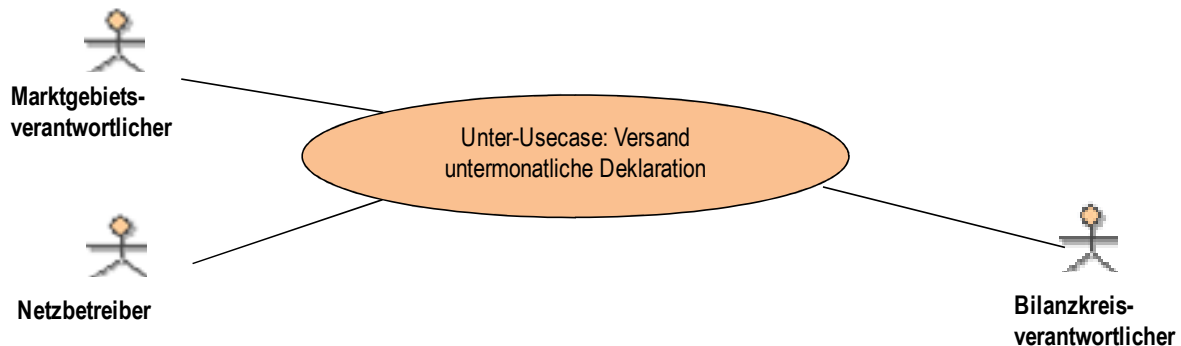 Marktgebiets-
verantwortlicher
Unter-Usecase: Versand
untermonatliche Deklaration
Netzbetreiber
Bilanzkreis-
verantwortlicher